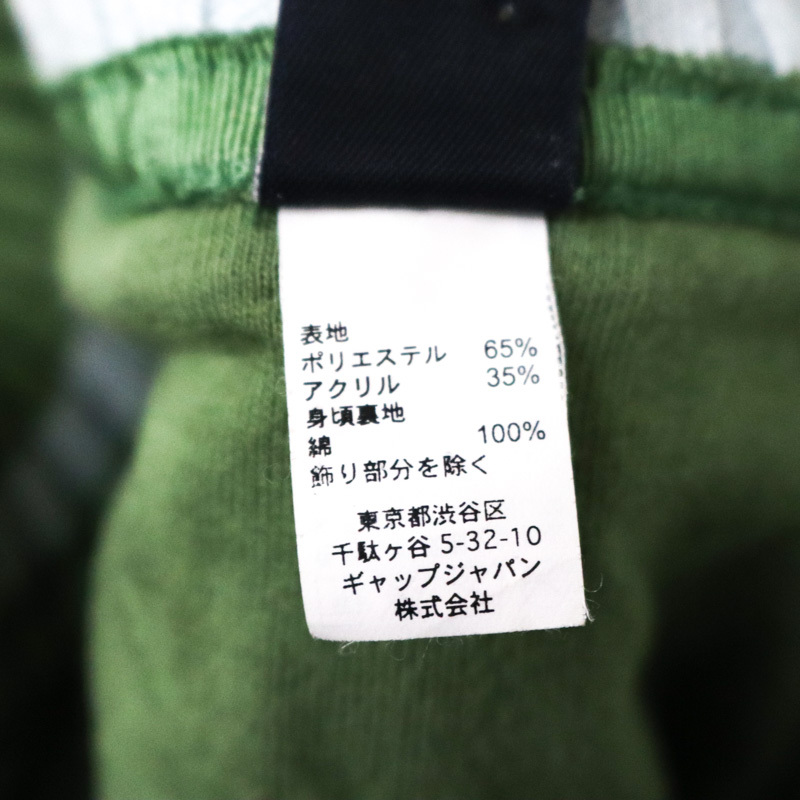 表地
ポリエステル 65%
アクリル 35%
身頃裏地
綿 100%
飾り部分を除く
東京都渋谷区
千駄ヶ谷 5-32-10
ギャップジャパン
株式会社